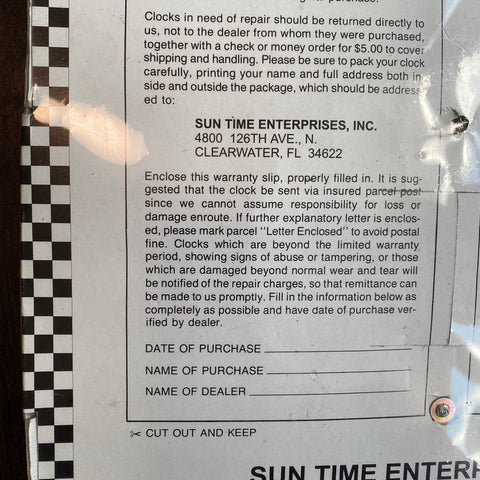 purchase.
Clocks in need of repair should be returned directly to
us, not to the dealer from whom they were purchased,
together with a check or money order for $5.00 to cover
shipping and handling. Please be sure to pack your clock
carefully, printing your name and full address both in-
side and outside the package, which should be address-
ed to:
SUN TIME ENTERPRISES, INC.
4800 126TH AVE., N.
CLEARWATER, FL 34622
Enclose this warranty slip, properly filled in. It is sug-
gested that the clock be sent via insured parcel post
since we cannot assume responsibility for loss or
damage enroute. If further explanatory letter is enclos-
ed, please mark parcel "Letter Enclosed" to avoid postal
fine. Clocks which are beyond the limited warranty
period, showing signs of abuse or tampering, or those
which are damaged beyond normal wear and tear will
be notified of the repair charges, so that remittance can
be made to us promptly. Fill in the information below as
completely as possible and have date of purchase ver-
ified by dealer.
DATE OF PURCHASE
NAME OF PURCHASE
NAME OF DEALER
CUT OUT AND KEEP
SUN TIME ENTER